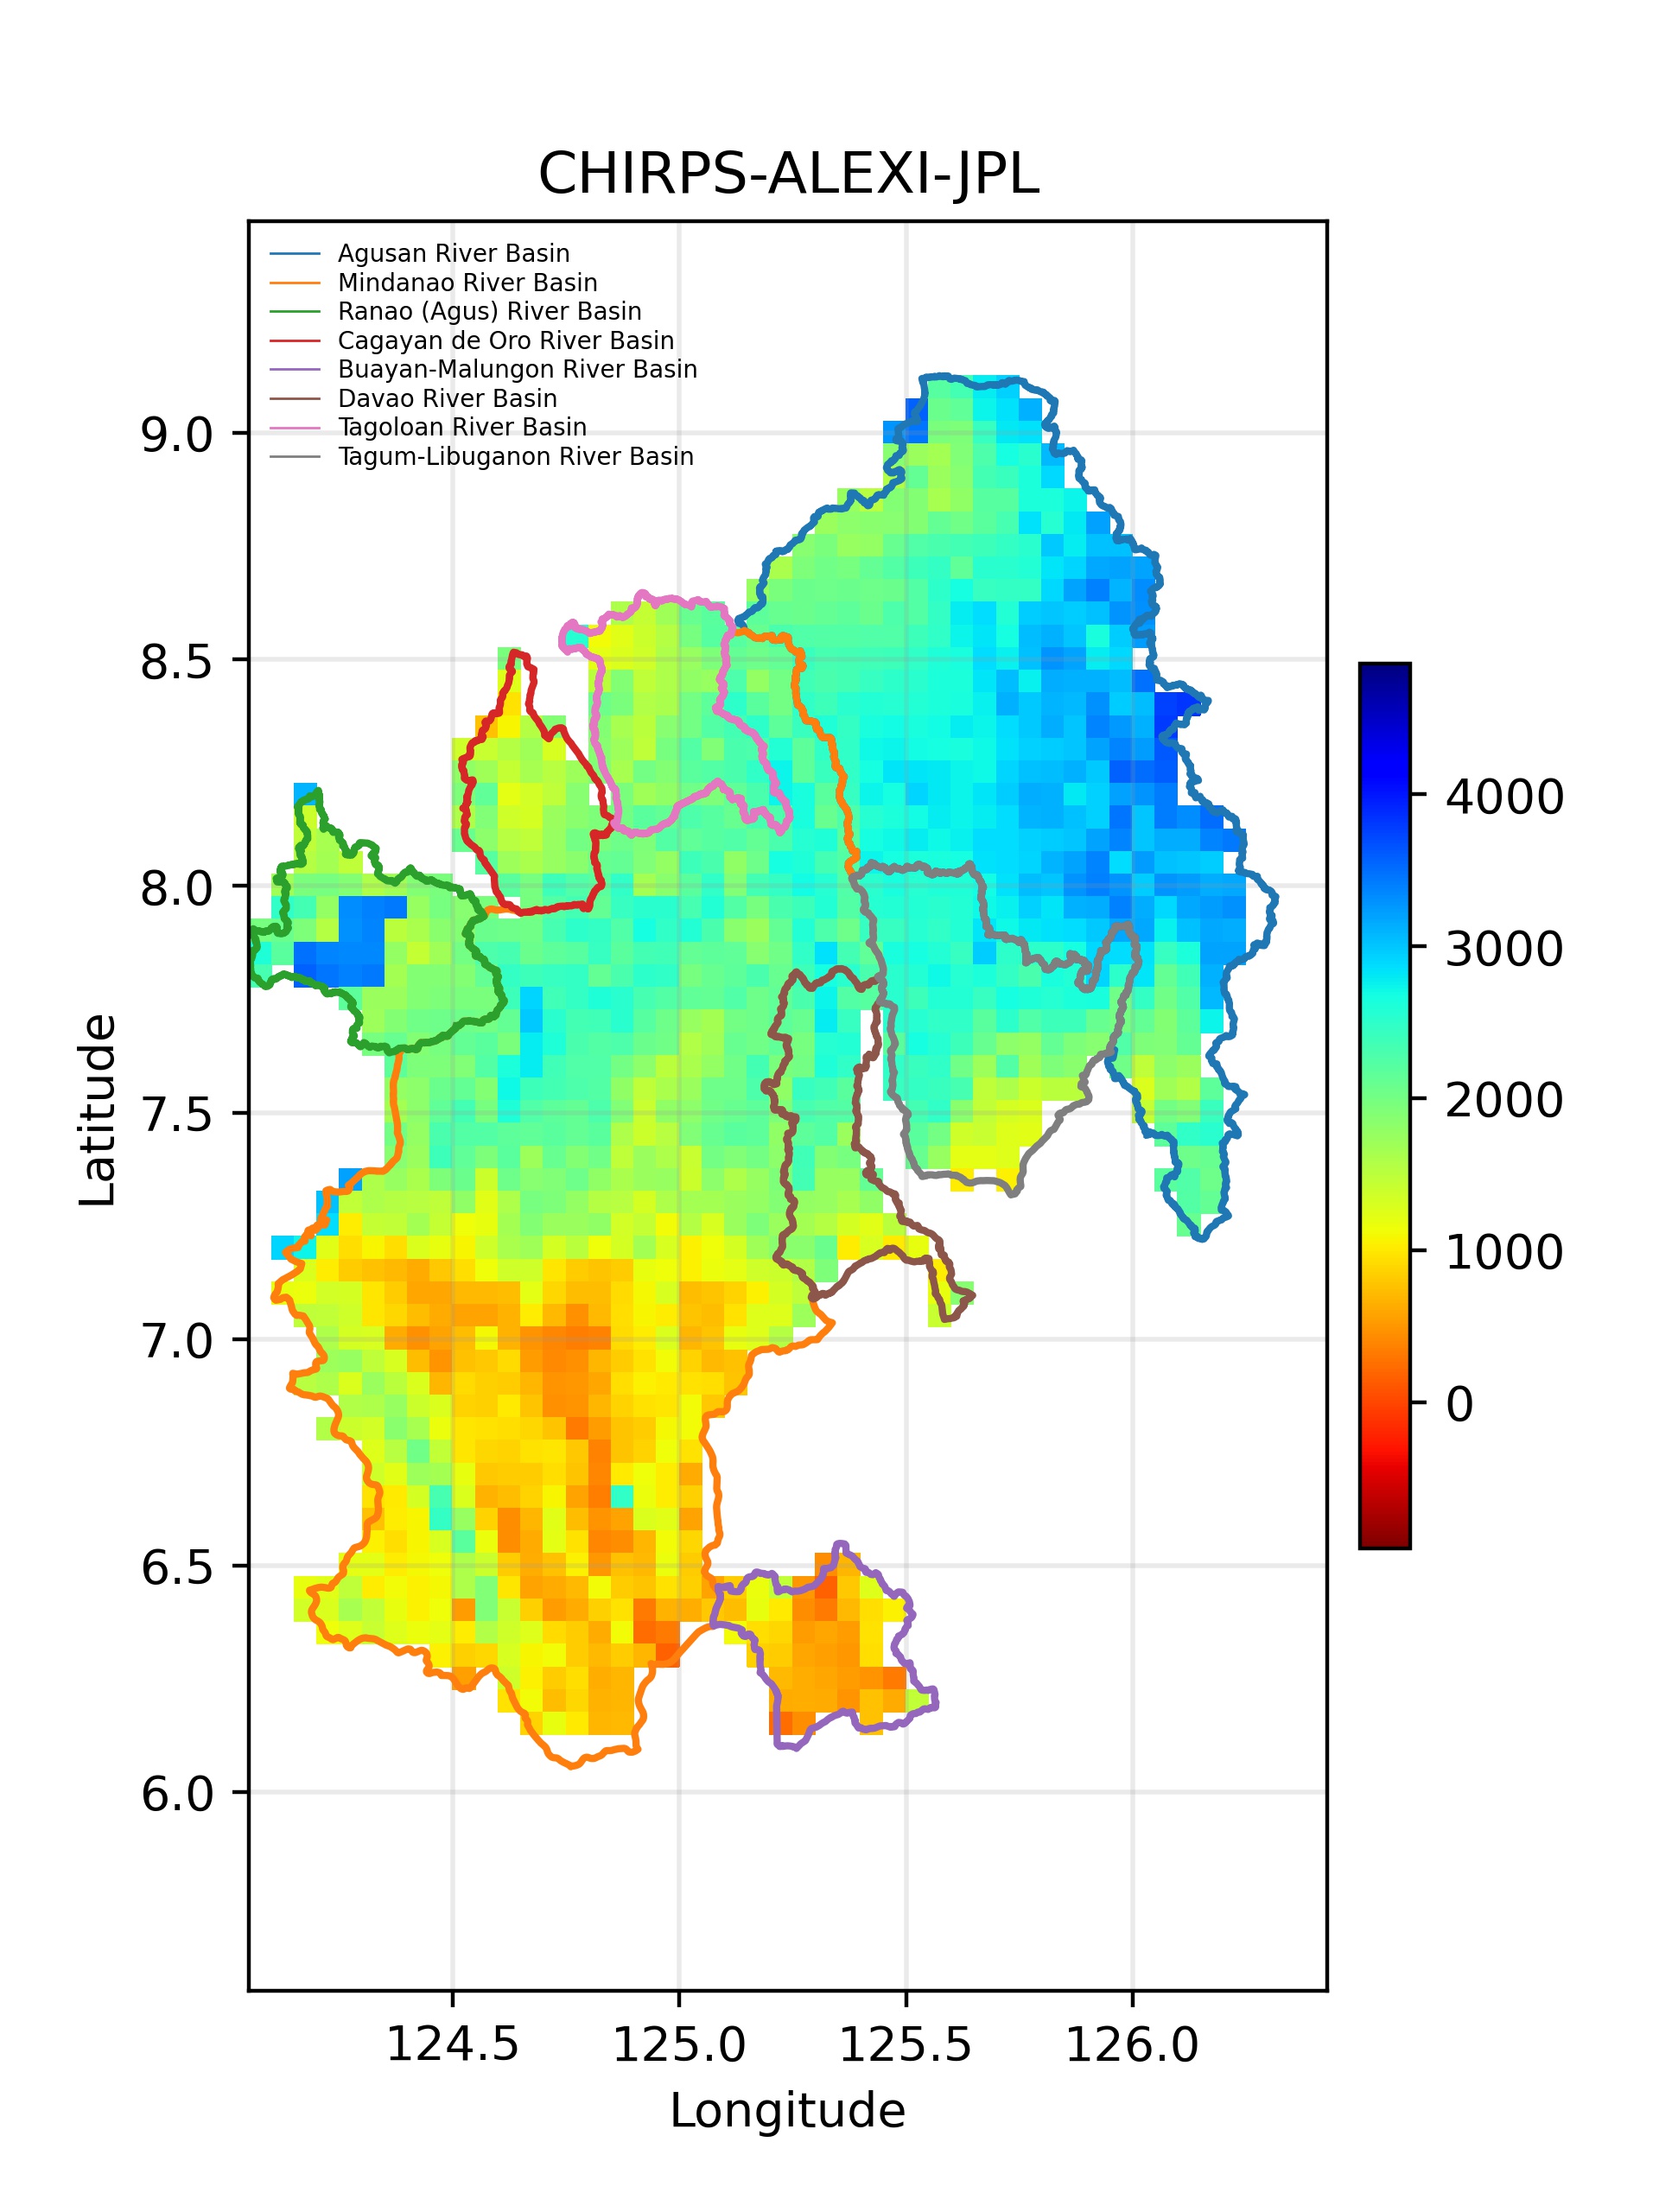 CHIRPS-ALEXI-JPL
Agusan River Basin
Mindanao River Basin
Ranao (Agus) River Basin
Cagayan de Oro River Basin
Buayan-Malungon River Basin
Davao River Basin
Tagoloan River Basin
Tagum-Libuganon River Basin
9.0
8.5
8.0
7.5
7.0
6.5
6.0
Latitude
124.5 125.0 125.5 126.0
Longitude
4000
3000
2000
1000
0